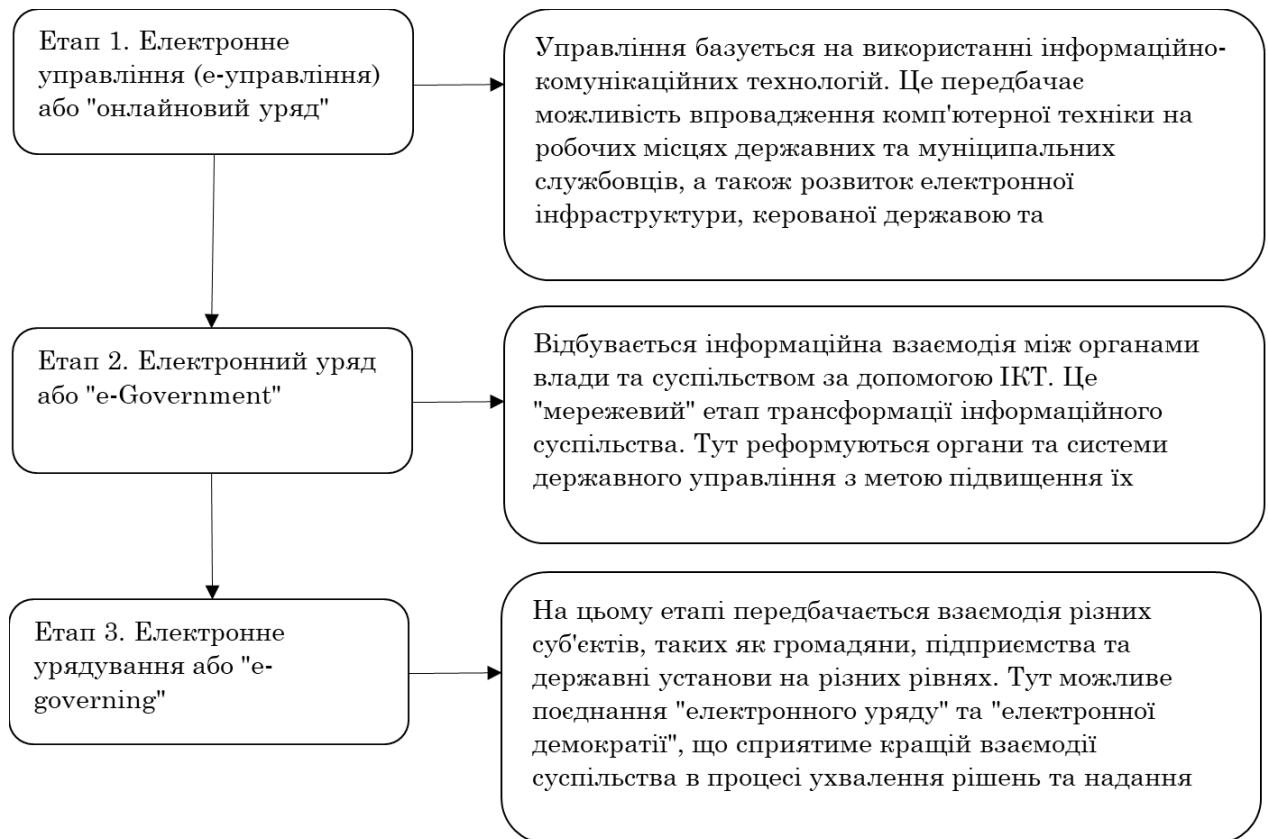 Етап 1. Електронне
управління (е-управління)
або "онлайновий уряд"
Управління базується на використанні інформаційно-
комунікаційних технологій. Це передбачає
можливість впровадження комп'ютерної техніки на
робочих місцях державних та муніципальних
службовців, а також розвиток електронної
інфраструктури, керованої державою та
Етап 2. Електронний уряд
або "e-Government"
Відбувається інформаційна взаємодія між органами
влади та суспільством за допомогою ІКТ. Це
"мережевий" етап трансформації інформаційного
суспільства. Тут реформуються органи та системи
державного управління з метою підвищення їх
Етап 3. Електронне
урядування або "e-
governing"
На цьому етапі передбачається взаємодія різних
суб'єктів, таких як громадяни, підприємства та
державні установи на різних рівнях. Тут можливе
поєднання "електронного уряду" та "електронної
демократії", що сприятиме кращій взаємодії
суспільства в процесі ухвалення рішень та надання